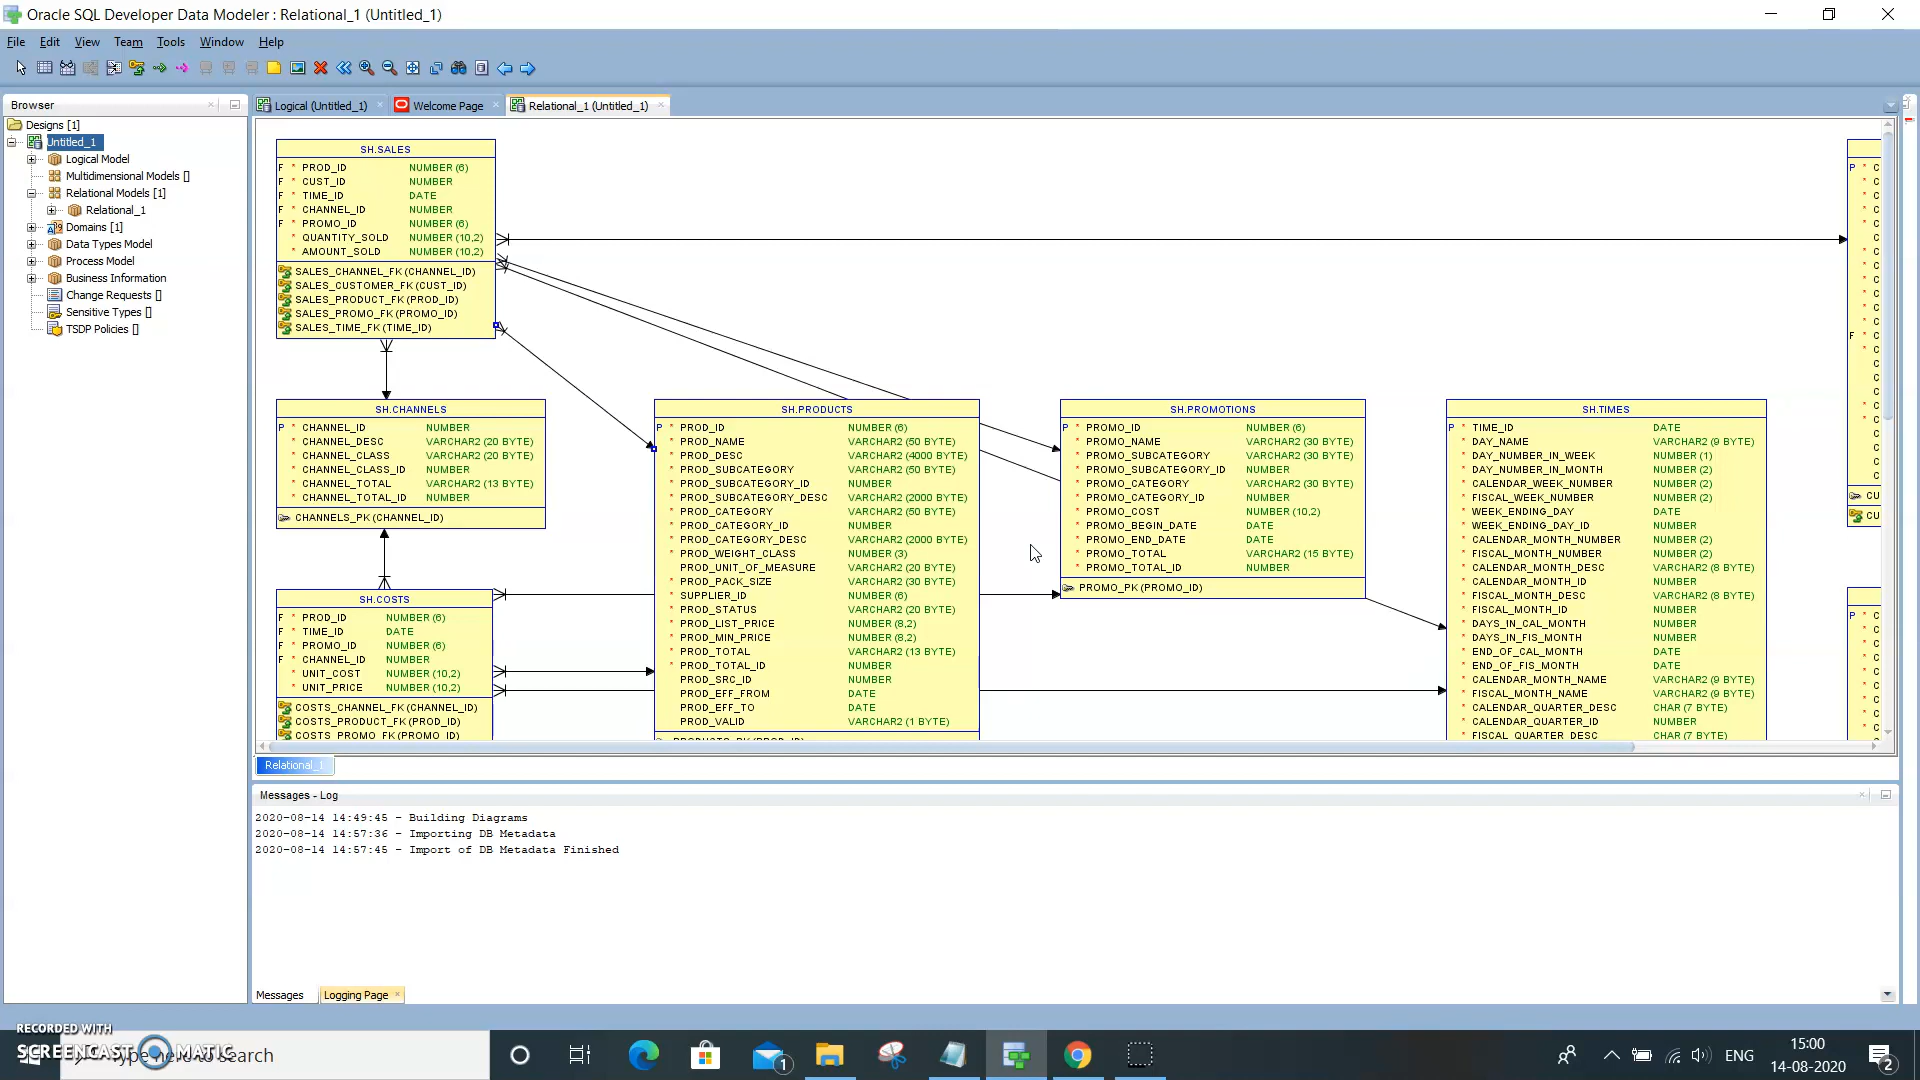 Oracle SQL Developer Data Modeler : Relational_1 (Untitled_1)
File Edit View Team Tools Window Help
Browser
Designs [1]
Untitled_1
Logical Model
Multidimensional Models []
Relational Models [1]
Relational_1
Domains [1]
Data Types Model
Process Model
Business Information
Change Requests []
Sensitive Types []
TSDP Policies []
Logical (Untitled_1) Welcome Page Relational_1 (Untitled_1)
SH.SALES
F * PROD_ID NUMBER (6)
F * CUST_ID NUMBER
F * TIME_ID DATE
F * CHANNEL_ID NUMBER
F * PROMO_ID NUMBER (6)
* QUANTITY_SOLD NUMBER (10,2)
* AMOUNT_SOLD NUMBER (10,2)
SALES_CHANNEL_FK (CHANNEL_ID)
SALES_CUSTOMER_FK (CUST_ID)
SALES_PRODUCT_FK (PROD_ID)
SALES_PROMO_FK (PROMO_ID)
SALES_TIME_FK (TIME_ID)
SH.CHANNELS
P * CHANNEL_ID NUMBER
* CHANNEL_DESC VARCHAR2 (20 BYTE)
* CHANNEL_CLASS VARCHAR2 (20 BYTE)
* CHANNEL_CLASS_ID NUMBER
* CHANNEL_TOTAL VARCHAR2 (13 BYTE)
* CHANNEL_TOTAL_ID NUMBER
CHANNELS_PK (CHANNEL_ID)
SH.COSTS
F * PROD_ID NUMBER (6)
F * TIME_ID DATE
F * PROMO_ID NUMBER (6)
F * CHANNEL_ID NUMBER
* UNIT_COST NUMBER (10,2)
* UNIT_PRICE NUMBER (10,2)
COSTS_CHANNEL_FK (CHANNEL_ID)
COSTS_PRODUCT_FK (PROD_ID)
COSTS_PROMO_FK (PROMO_ID)
SH.PRODUCTS
P * PROD_ID NUMBER (6)
* PROD_NAME VARCHAR2 (50 BYTE)
* PROD_DESC VARCHAR2 (4000 BYTE)
* PROD_SUBCATEGORY VARCHAR2 (50 BYTE)
* PROD_SUBCATEGORY_ID NUMBER
* PROD_SUBCATEGORY_DESC VARCHAR2 (2000 BYTE)
* PROD_CATEGORY VARCHAR2 (50 BYTE)
* PROD_CATEGORY_ID NUMBER
* PROD_CATEGORY_DESC VARCHAR2 (2000 BYTE)
* PROD_WEIGHT_CLASS NUMBER (3)
PROD_UNIT_OF_MEASURE VARCHAR2 (20 BYTE)
* PROD_PACK_SIZE VARCHAR2 (30 BYTE)
* SUPPLIER_ID NUMBER (6)
* PROD_STATUS VARCHAR2 (20 BYTE)
* PROD_LIST_PRICE NUMBER (8,2)
* PROD_MIN_PRICE NUMBER (8,2)
* PROD_TOTAL VARCHAR2 (13 BYTE)
* PROD_TOTAL_ID NUMBER
PROD_SRC_ID NUMBER
PROD_EFF_FROM DATE
PROD_EFF_TO DATE
PROD_VALID VARCHAR2 (1 BYTE)
PRODUCTS_PK (PROD_ID)
SH.PROMOTIONS
P * PROMO_ID NUMBER (6)
* PROMO_NAME VARCHAR2 (30 BYTE)
* PROMO_SUBCATEGORY VARCHAR2 (30 BYTE)
* PROMO_SUBCATEGORY_ID NUMBER
* PROMO_CATEGORY VARCHAR2 (30 BYTE)
* PROMO_CATEGORY_ID NUMBER
* PROMO_COST NUMBER (10,2)
* PROMO_BEGIN_DATE DATE
* PROMO_END_DATE DATE
* PROMO_TOTAL VARCHAR2 (15 BYTE)
* PROMO_TOTAL_ID NUMBER
PROMO_PK (PROMO_ID)
SH.TIMES
P * TIME_ID DATE
* DAY_NAME VARCHAR2 (9 BYTE)
* DAY_NUMBER_IN_WEEK NUMBER (1)
* DAY_NUMBER_IN_MONTH NUMBER (2)
* CALENDAR_WEEK_NUMBER NUMBER (2)
* FISCAL_WEEK_NUMBER NUMBER (2)
* WEEK_ENDING_DAY DATE
* WEEK_ENDING_DAY_ID NUMBER
* CALENDAR_MONTH_NUMBER NUMBER (2)
* FISCAL_MONTH_NUMBER NUMBER (2)
* CALENDAR_MONTH_DESC VARCHAR2 (8 BYTE)
* CALENDAR_MONTH_ID NUMBER
* FISCAL_MONTH_DESC VARCHAR2 (8 BYTE)
* FISCAL_MONTH_ID NUMBER
* DAYS_IN_CAL_MONTH NUMBER
* DAYS_IN_FIS_MONTH NUMBER
* END_OF_CAL_MONTH DATE
* END_OF_FIS_MONTH DATE
* CALENDAR_MONTH_NAME VARCHAR2 (9 BYTE)
* FISCAL_MONTH_NAME VARCHAR2 (9 BYTE)
* CALENDAR_QUARTER_DESC CHAR (7 BYTE)
* CALENDAR_QUARTER_ID NUMBER
* FISCAL_QUARTER_DESC CHAR (7 BYTE)
P * C
F * C
CU
CU
P * C
Relational_1
Messages - Log
2020-08-14 14:49:45 - Building Diagrams
2020-08-14 14:57:36 - Importing DB Metadata
2020-08-14 14:57:45 - Import of DB Metadata Finished
Messages Logging Page
RECORDED WITH
SCREENCAST MATIC
Type here to search
1
ENG
15:00
14-08-2020
2